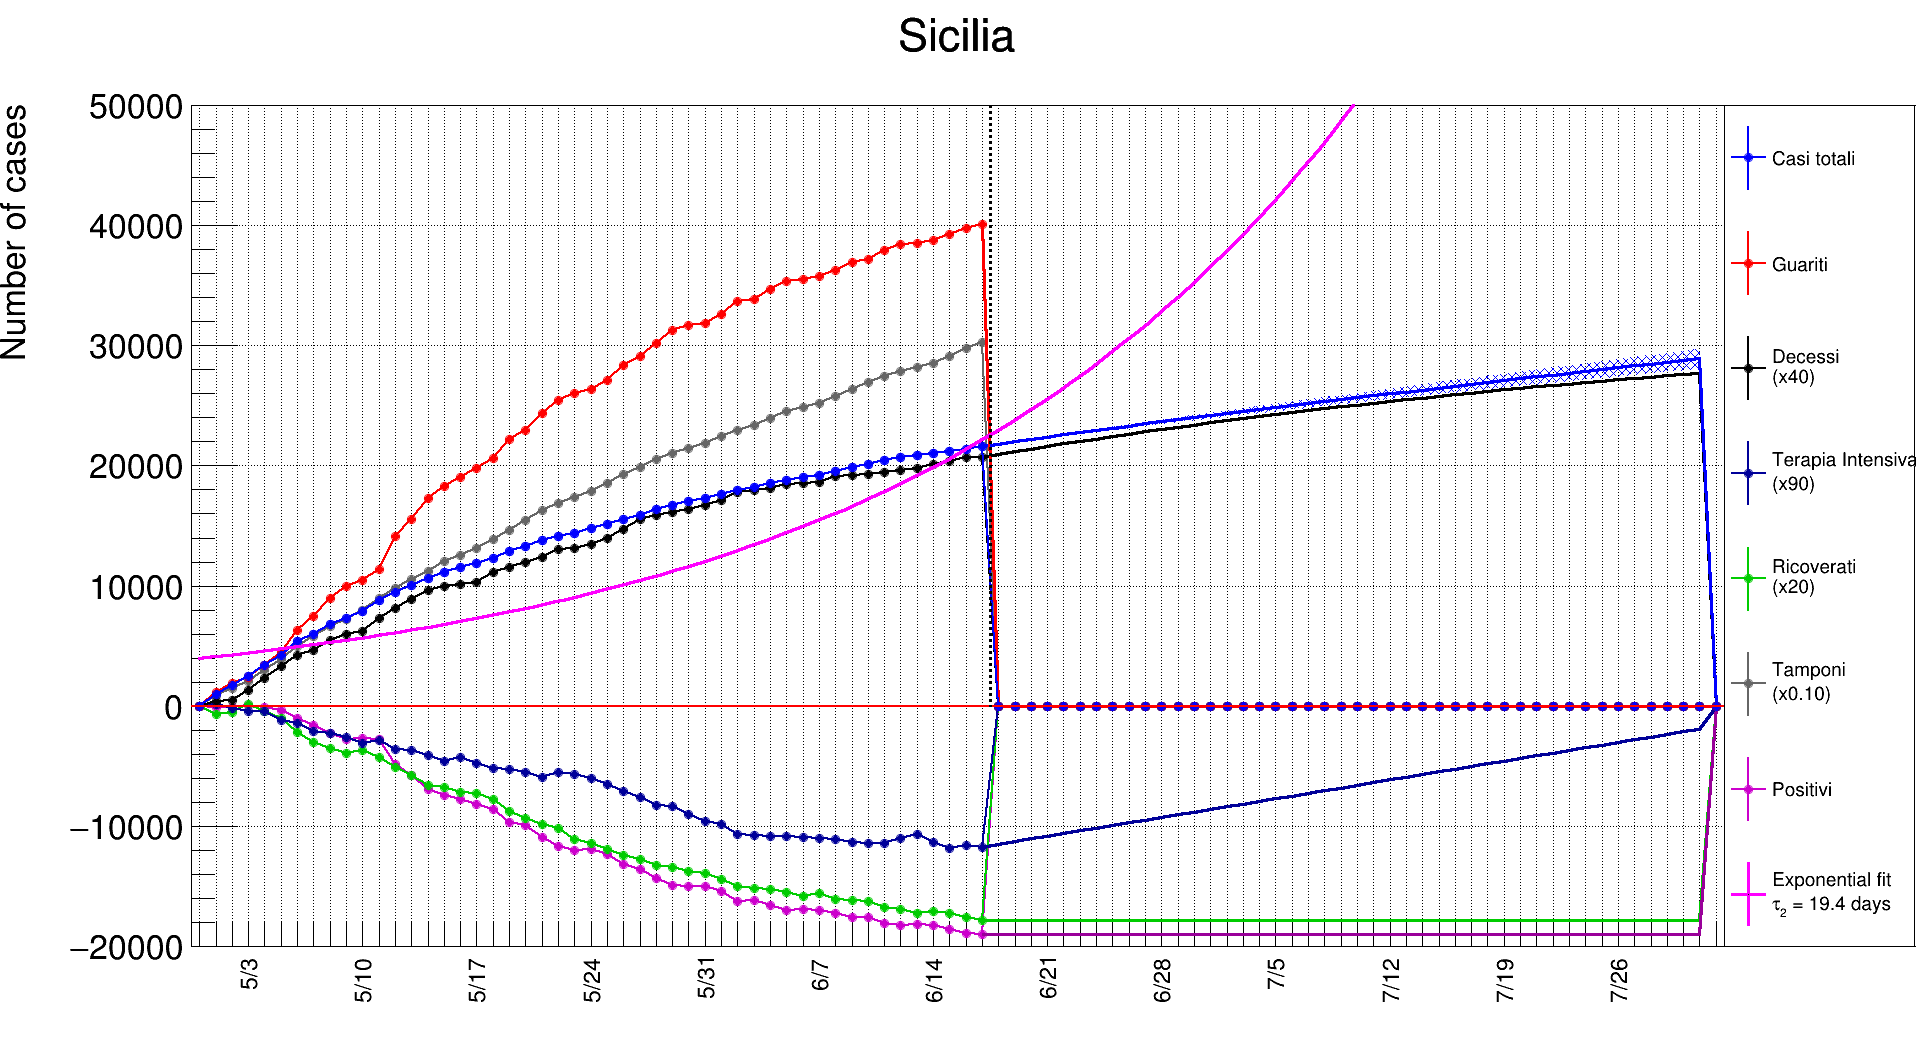 Sicilia
Number of cases
50000
40000
30000
20000
10000
0
−10000
−20000
5/3
5/10
5/17
5/24
5/31
6/7
6/14
6/21
6/28
7/5
7/12
7/19
7/26
Casi totali
Guariti
Decessi
(x40)
Terapia Intensiva
(x90)
Ricoverati
(x20)
Tamponi
(x0.10)
Positivi
Exponential fit
τ₂ = 19.4 days